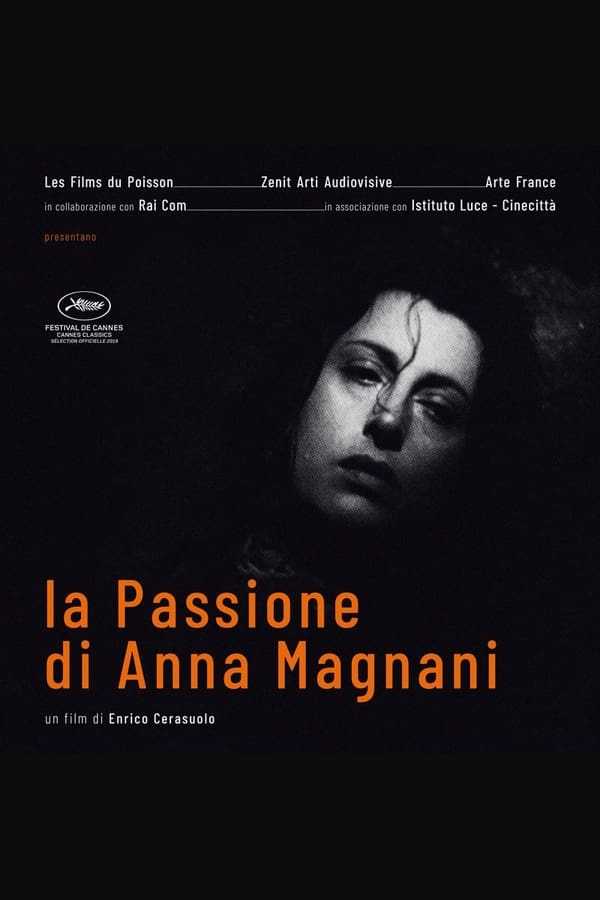 Les Films du Poisson Zenit Arti Audiovisive Arte France
in collaborazione con Rai Com in associazione con Istituto Luce - Cinecittà
presentano
FESTIVAL DE CANNES
CANNES CLASSICS
SÉLECTION OFFICIELLE 2019
la Passione
di Anna Magnani
un film di Enrico Cerasuolo